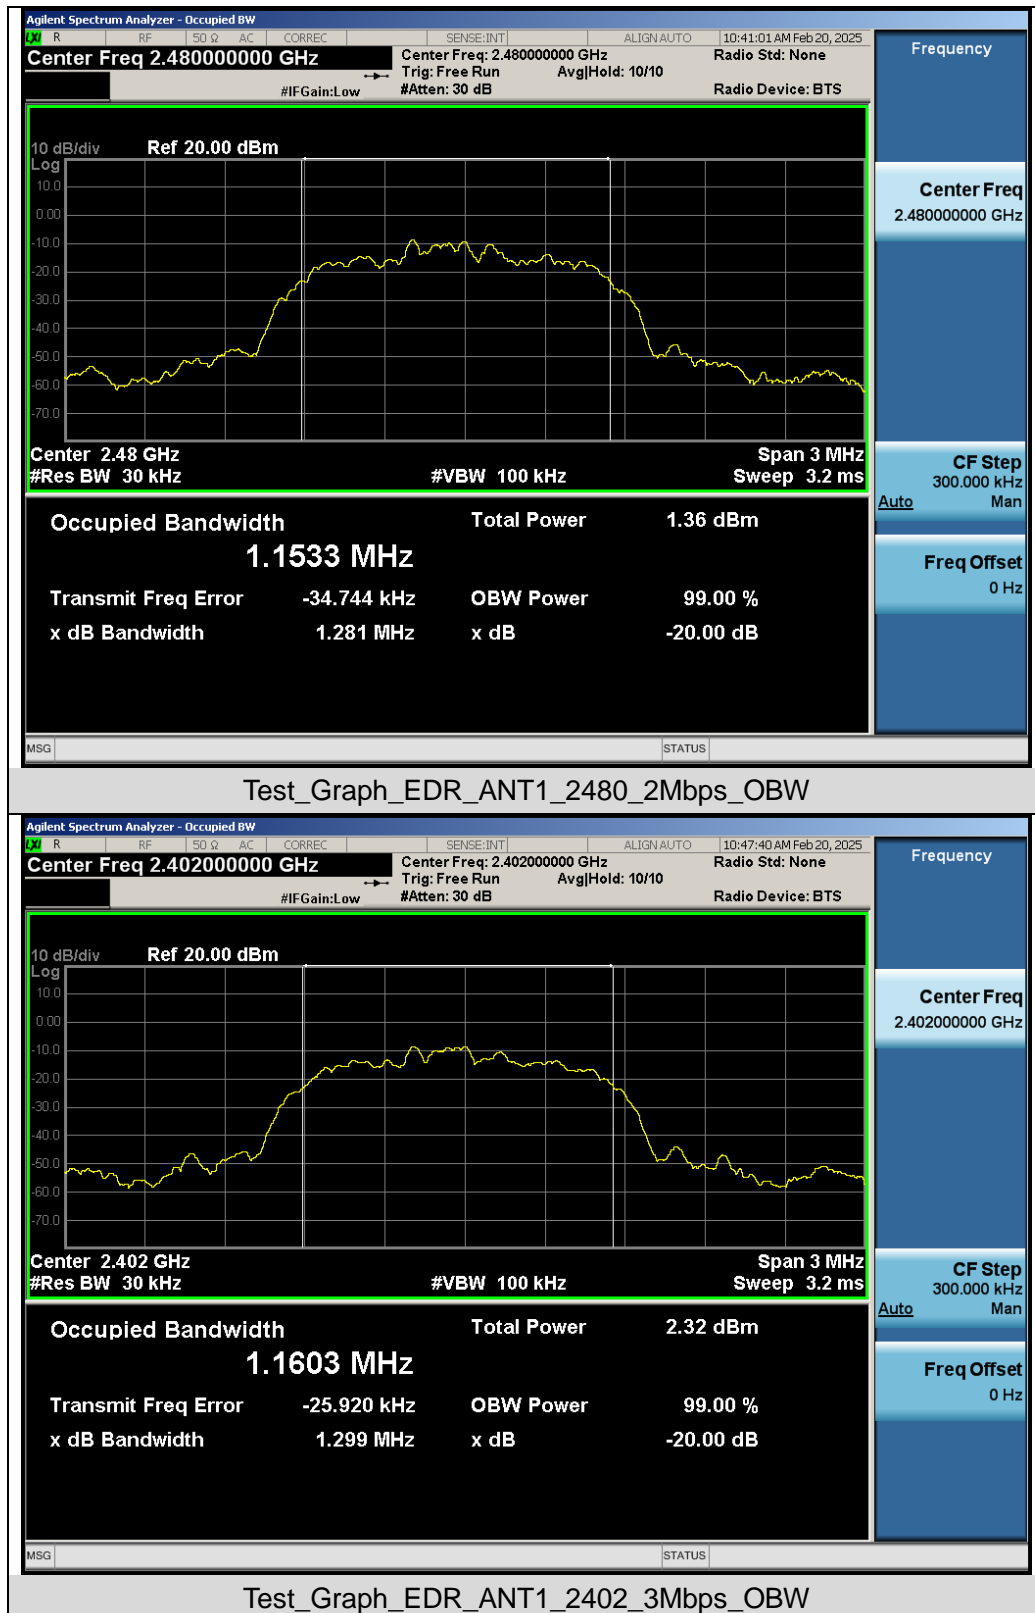 Agilent Spectrum Analyzer - Occupied BW
LXI R RF 50 Ω AC CORREC SENSE:INT ALIGN AUTO 10:41:01 AM Feb 20, 2025
Center Freq 2.480000000 GHz Center Freq: 2.480000000 GHz Radio Std: None Frequency
Trig: Free Run Avg|Hold: 10/10
#IFGain:Low #Atten: 30 dB Radio Device: BTS
10 dB/div Ref 20.00 dBm
Log
10.0
0.00
-10.0
-20.0
-30.0
-40.0
-50.0
-60.0
-70.0
Center 2.48 GHz Span 3 MHz
#Res BW 30 kHz #VBW 100 kHz Sweep 3.2 ms
Center Freq
2.480000000 GHz
CF Step
300.000 kHz
Auto Man
Freq Offset
0 Hz
Occupied Bandwidth Total Power 1.36 dBm
1.1533 MHz
Transmit Freq Error -34.744 kHz OBW Power 99.00 %
x dB Bandwidth 1.281 MHz x dB -20.00 dB
MSG STATUS
Test_Graph_EDR_ANT1_2480_2Mbps_OBW
Agilent Spectrum Analyzer - Occupied BW
LXI R RF 50 Ω AC CORREC SENSE:INT ALIGN AUTO 10:47:40 AM Feb 20, 2025
Center Freq 2.402000000 GHz Center Freq: 2.402000000 GHz Radio Std: None Frequency
Trig: Free Run Avg|Hold: 10/10
#IFGain:Low #Atten: 30 dB Radio Device: BTS
10 dB/div Ref 20.00 dBm
Log
10.0
0.00
-10.0
-20.0
-30.0
-40.0
-50.0
-60.0
-70.0
Center 2.402 GHz Span 3 MHz
#Res BW 30 kHz #VBW 100 kHz Sweep 3.2 ms
Center Freq
2.402000000 GHz
CF Step
300.000 kHz
Auto Man
Freq Offset
0 Hz
Occupied Bandwidth Total Power 2.32 dBm
1.1603 MHz
Transmit Freq Error -25.920 kHz OBW Power 99.00 %
x dB Bandwidth 1.299 MHz x dB -20.00 dB
MSG STATUS
Test_Graph_EDR_ANT1_2402_3Mbps_OBW